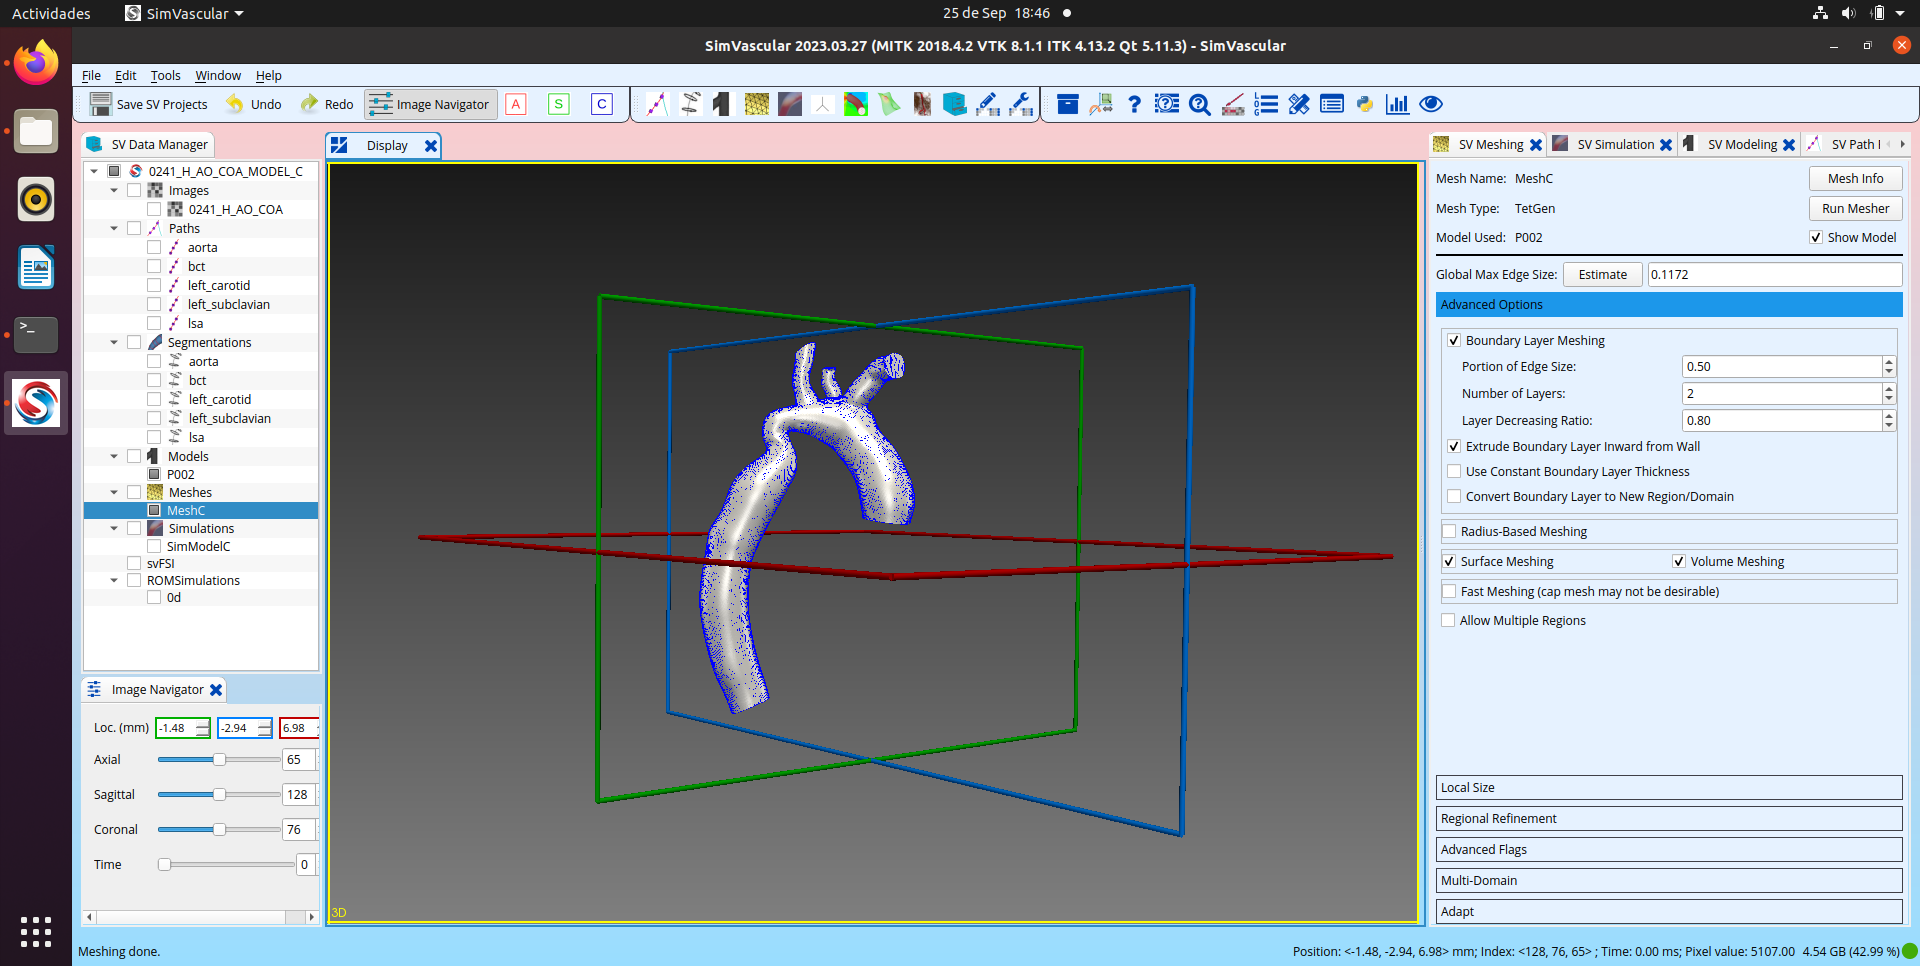 Actividades SimVascular 25 de Sep 18:46
SimVascular 2023.03.27 (MITK 2018.4.2 VTK 8.1.1 ITK 4.13.2 Qt 5.11.3) - SimVascular
File Edit Tools Window Help
Save SV Projects Undo Redo Image Navigator A S C
SV Data Manager
0241_H_AO_COA_MODEL_C
Images
0241_H_AO_COA
Paths
aorta
bct
left_carotid
left_subclavian
lsa
Segmentations
aorta
bct
left_carotid
left_subclavian
lsa
Models
P002
Meshes
MeshC
Simulations
SimModelC
svFSI
ROMSimulations
0d
Image Navigator
Loc. (mm) -1.48 -2.94 6.98
Axial 65
Sagittal 128
Coronal 76
Time 0
Display
3D
SV Meshing SV Simulation SV Modeling SV Path
Mesh Name: MeshC Mesh Info
Mesh Type: TetGen Run Mesher
Model Used: P002 Show Model
Global Max Edge Size: Estimate 0.1172
Advanced Options
Boundary Layer Meshing
Portion of Edge Size: 0.50
Number of Layers: 2
Layer Decreasing Ratio: 0.80
Extrude Boundary Layer Inward from Wall
Use Constant Boundary Layer Thickness
Convert Boundary Layer to New Region/Domain
Radius-Based Meshing
Surface Meshing Volume Meshing
Fast Meshing (cap mesh may not be desirable)
Allow Multiple Regions
Local Size
Regional Refinement
Advanced Flags
Multi-Domain
Adapt
Meshing done. Position: <-1.48, -2.94, 6.98> mm; Index: <128, 76, 65> ; Time: 0.00 ms; Pixel value: 5107.00 4.54 GB (42.99 %)